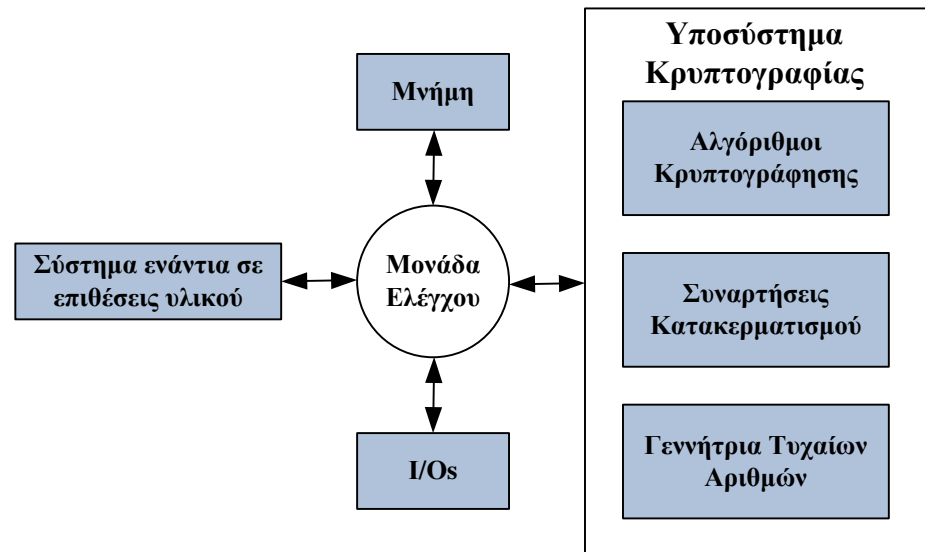 Υποσύστημα
Κρυπτογραφίας
Μνήμη
Αλγόριθμοι
Κρυπτογράφησης
Σύστημα ενάντια σε
επιθέσεις υλικού
Μονάδα
Ελέγχου
Συναρτήσεις
Κατακερματισμού
I/Os
Γεννήτρια Τυχαίων
Αριθμών